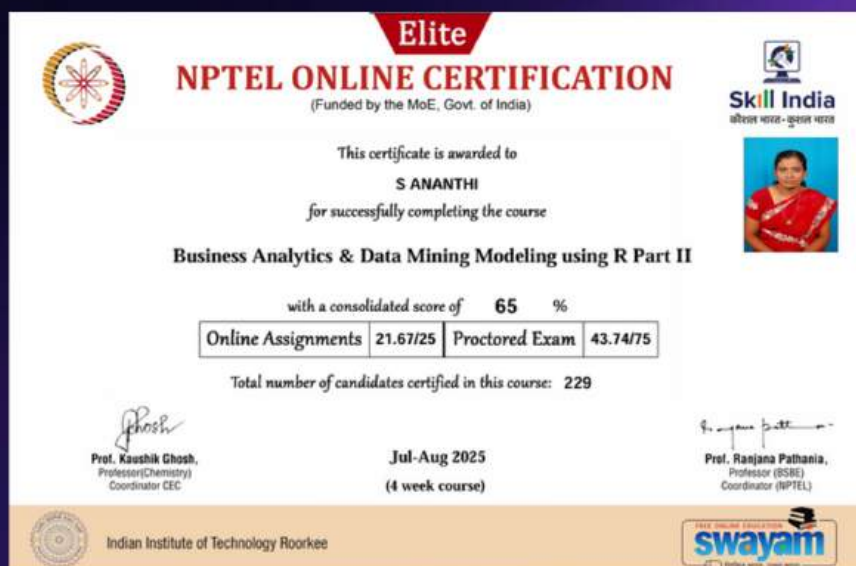 Elite
NPTEL ONLINE CERTIFICATION
(Funded by the MoE, Govt. of India)
Skill India
कौशल भारत-कुशल भारत
This certificate is awarded to
S ANANTHI
for successfully completing the course
Business Analytics & Data Mining Modeling using R Part II
with a consolidated score of 65 %
Online Assignments 21.67/25 Proctored Exam 43.74/75
Total number of candidates certified in this course: 229
Prof. Kaushik Ghosh,
Professor(Chemistry)
Coordinator CEC
Jul-Aug 2025
(4 week course)
Prof. Ranjana Pathania,
Professor (BSBE)
Coordinator (NPTEL)
Indian Institute of Technology Roorkee
FREE ONLINE EDUCATION
swayam